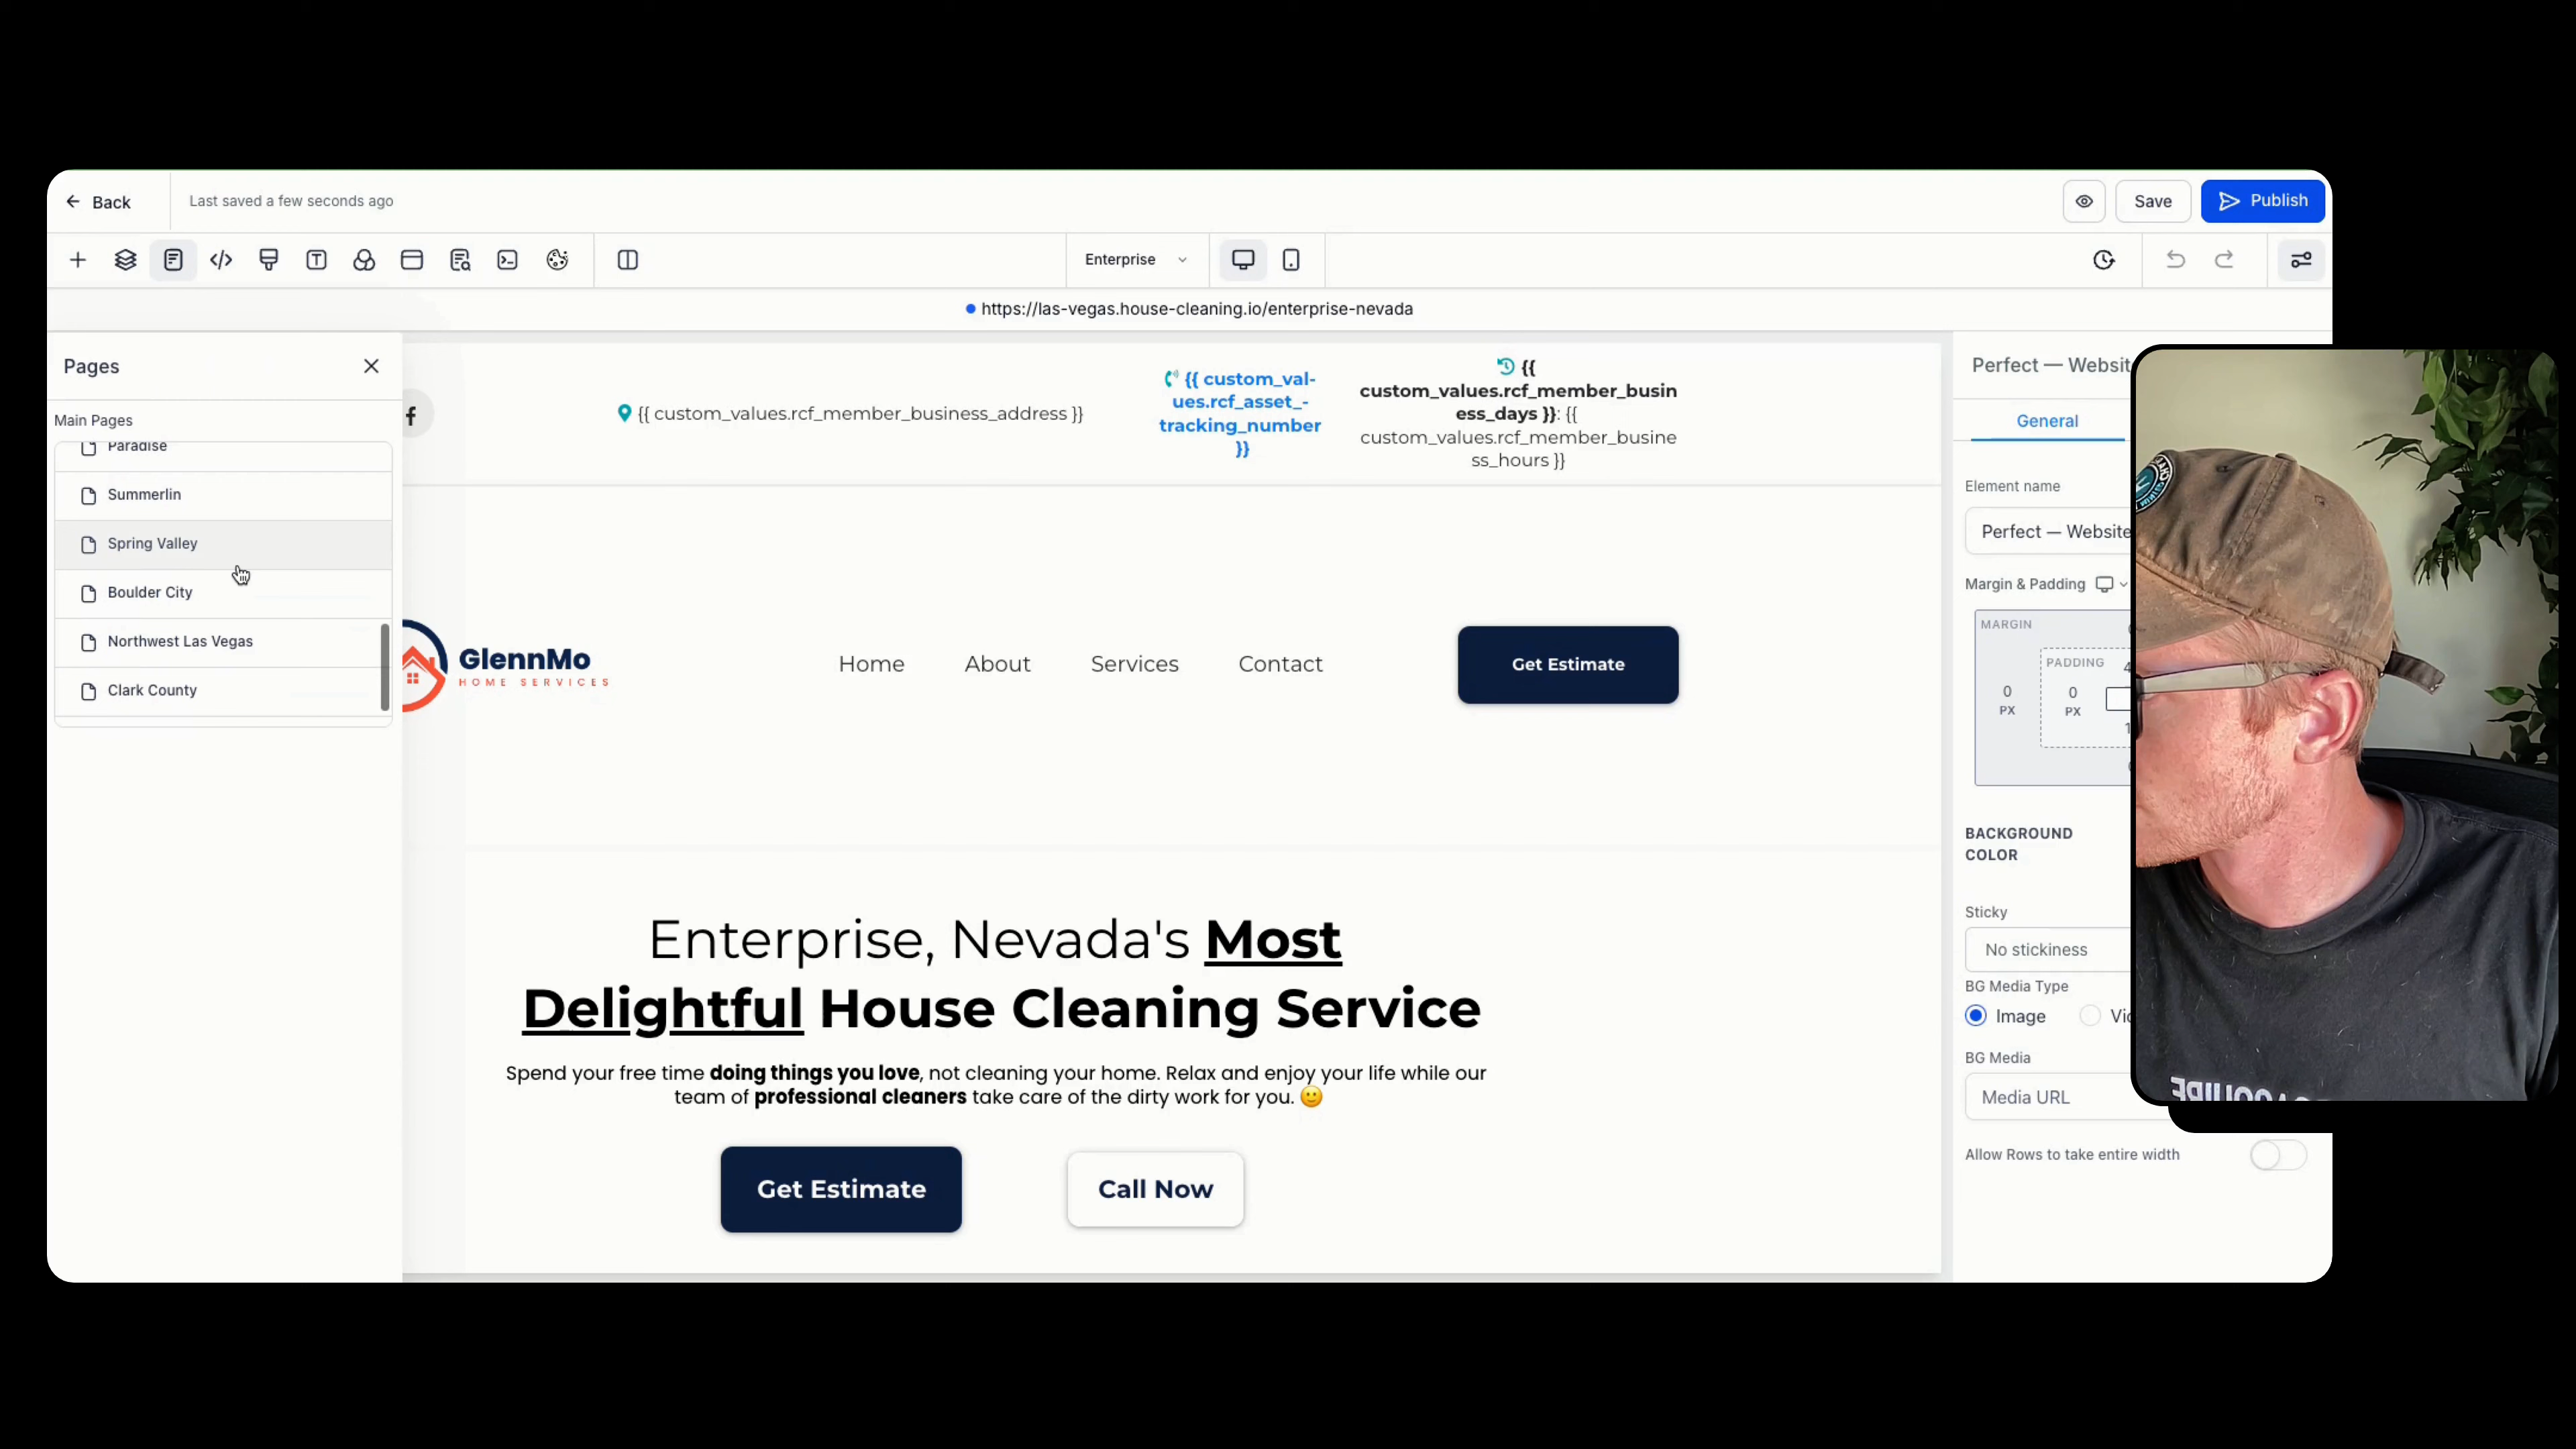 Back
Last saved a few seconds ago
Save
Publish
Enterprise
https://las-vegas.house-cleaning.io/enterprise-nevada
Pages
Main Pages
Paradise
Summerlin
Spring Valley
Boulder City
Northwest Las Vegas
Clark County
{{ custom_values.rcf_member_business_address }}
{{ custom_val-
ues.rcf_asset_-
tracking_number
}}
{{
custom_values.rcf_member_busin
ess_days }}: {{
custom_values.rcf_member_busine
ss_hours }}
GlennMo
HOME SERVICES
Home
About
Services
Contact
Get Estimate
Enterprise, Nevada's Most
Delightful House Cleaning Service
Spend your free time doing things you love, not cleaning your home. Relax and enjoy your life while our
team of professional cleaners take care of the dirty work for you.
Get Estimate
Call Now
Perfect — Websit
General
Element name
Perfect — Website
Margin & Padding
MARGIN
PADDING
0
PX
0
PX
BACKGROUND
COLOR
Sticky
No stickiness
BG Media Type
Image
BG Media
Media URL
Allow Rows to take entire width